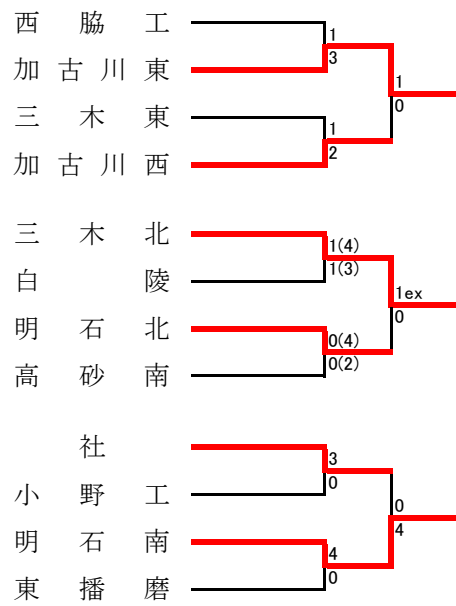 西脇工
1
加古川東
3
1
0
三木東
1
加古川西
2
三木北
1(4)
白陵
1(3)
1ex
0
明石北
0(4)
高砂南
0(2)
社
3
小野工
0
0
4
明石南
4
東播磨
0